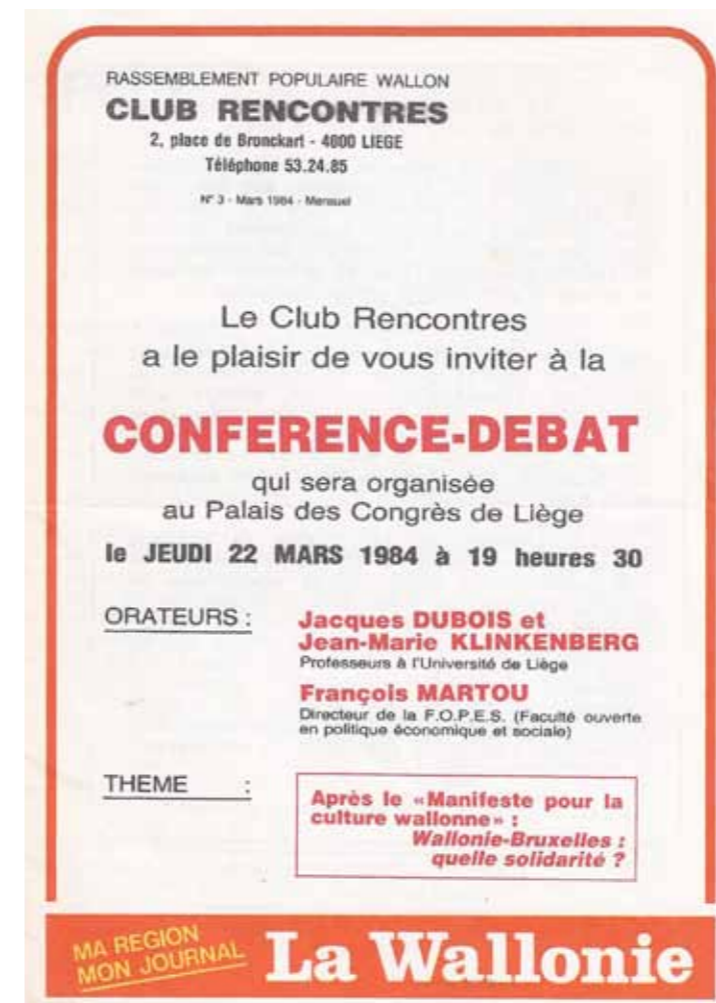 RASSEMBLEMENT POPULAIRE WALLON
CLUB RENCONTRES
2, place de Bronckart - 4000 LIEGE
Téléphone 53.24.85
N° 3 - Mars 1984 - Mensuel
Le Club Rencontres
a le plaisir de vous inviter à la
CONFERENCE-DEBAT
qui sera organisée
au Palais des Congrès de Liège
le JEUDI 22 MARS 1984 à 19 heures 30
ORATEURS :
Jacques DUBOIS et
Jean-Marie KLINKENBERG
Professeurs à l'Université de Liège
François MARTOU
Directeur de la F.O.P.E.S. (Faculté ouverte
en politique économique et sociale)
THEME :
Après le «Manifeste pour la
culture wallonne» :
Wallonie-Bruxelles :
quelle solidarité ?
MA REGION
MON JOURNAL
La Wallonie